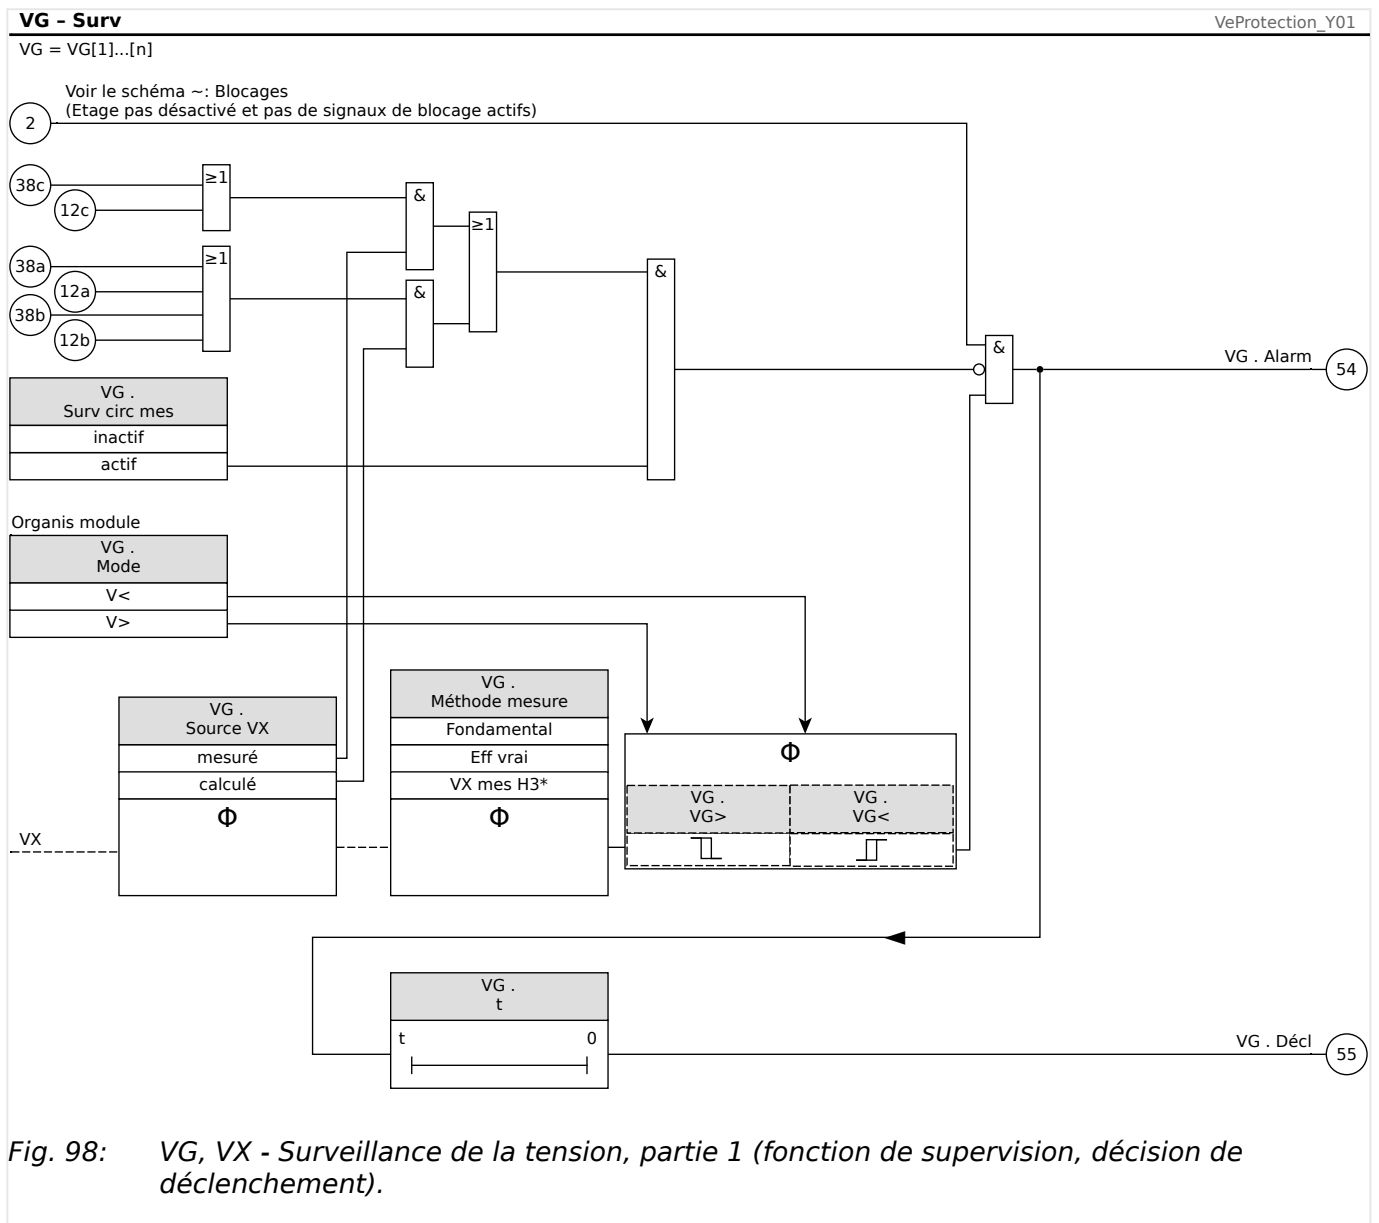 VG – Surv
VeProtection_Y01
VG = VG[1]...[n]
Voir le schéma ~: Blocages
(Etage pas désactivé et pas de signaux de blocage actifs)
2
38c
12c
≥1
&
≥1
38a
12a
38b
12b
≥1
&
&
&
VG . Alarm
54
VG .
Surv circ mes
inactif
actif
Organis module
VG .
Mode
V<
V>
VG .
Source VX
mesuré
calculé
Φ
VX
VG .
Méthode mesure
Fondamental
Eff vrai
VX mes H3*
Φ
Φ
VG .
VG>
VG .
VG<
VG .
t
t 0
VG . Décl
55
Fig. 98: VG, VX - Surveillance de la tension, partie 1 (fonction de supervision, décision de
déclenchement).